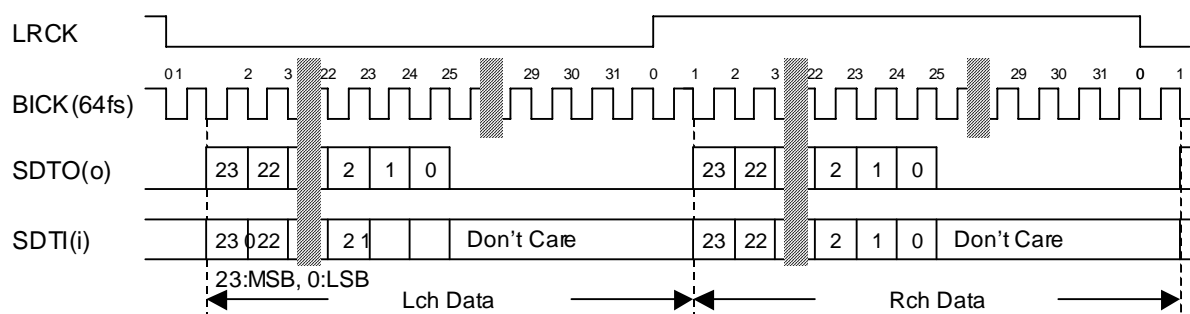 LRCK
0 1 2 3 22 23 24 25 29 30 31 0 1 2 3 22 23 24 25 29 30 31 0 1
BICK(64fs)
SDTO(o) 23 22 2 1 0 23 22 2 1 0
SDTI(i) 23 0 22 2 1 Don't Care 23 22 2 1 0 Don't Care
23:MSB, 0:LSB
Lch Data Rch Data